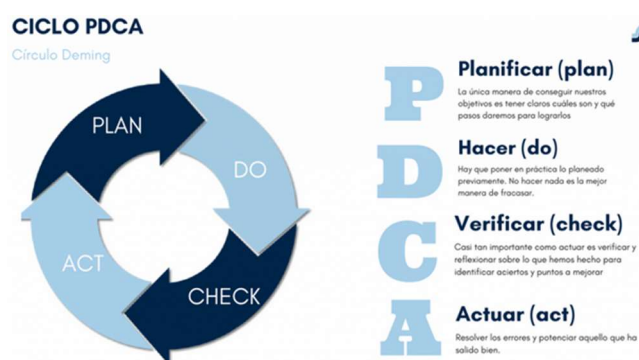 CICLO PDCA
Círculo Deming
PLAN
DO
CHECK
ACT
P
Planificar (plan)
La única manera de conseguir nuestros
objetivos es tener claros cuáles son y qué
pasos daremos para lograrlos
D
Hacer (do)
Hay que poner en práctica lo planeado
previamente. No hacer nada es la mejor
manera de fracasar.
C
Verificar (check)
Casi tan importante como actuar es verificar y
reflexionar sobre lo que hemos hecho para
identificar aciertos y puntos a mejorar
A
Actuar (act)
Resolver los errores y potenciar aquello que ha
salido bien.